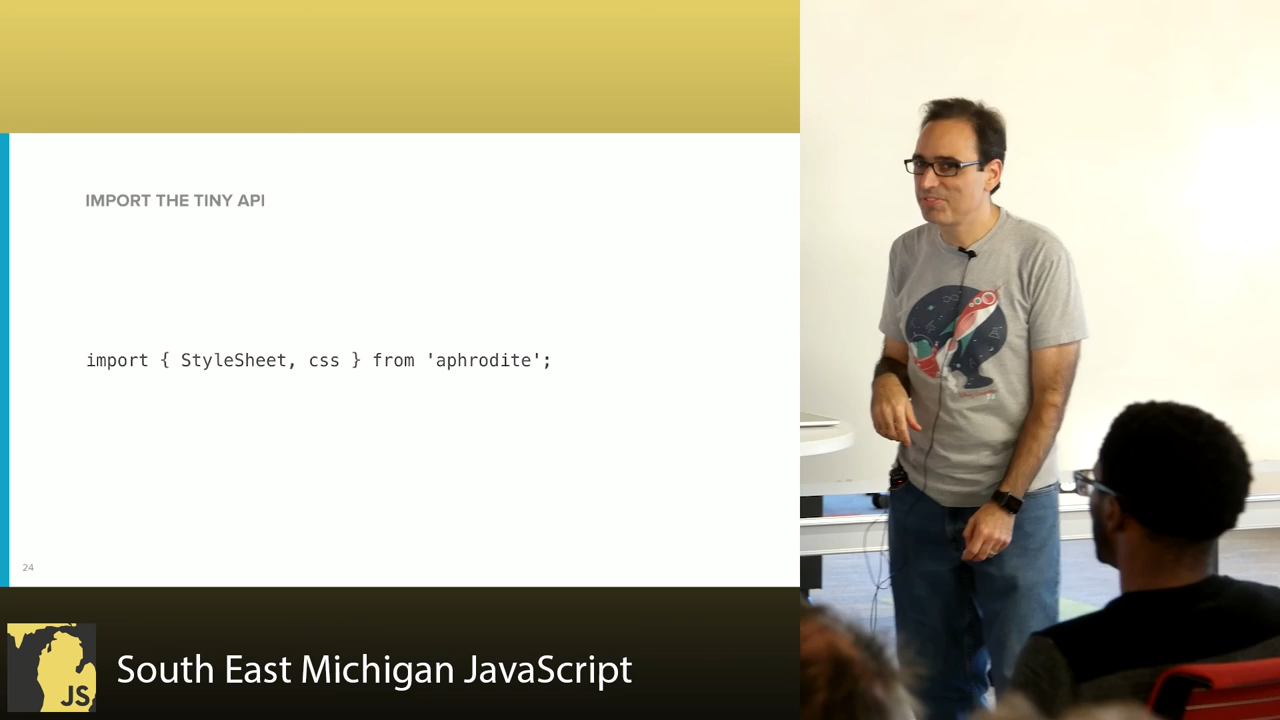 IMPORT THE TINY API
import { StyleSheet, css } from 'aphrodite';
24
JS
South East Michigan JavaScript